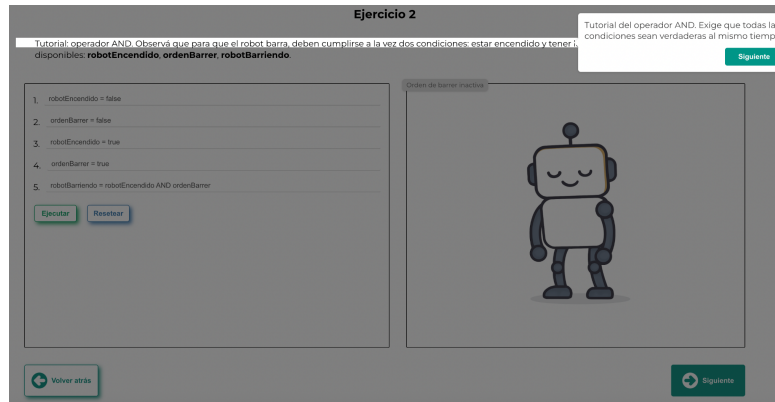 Ejercicio 2
Tutorial del operador AND. Exige que todas la
condiciones sean verdaderas al mismo tiemp
Siguiente
Tutorial: operador AND. Observá que para que el robot barra, deben cumplirse a la vez dos condiciones: estar encendido y tener
disponibles: robotEncendido, ordenBarrer, robotBarriendo.
Orden de barrer inactiva
1. robotEncendido = false
2. ordenBarrer = false
3. robotEncendido = true
4. ordenBarrer = true
5. robotBarriendo = robotEncendido AND ordenBarrer
Ejecutar Resetear
Volver atrás
Siguiente